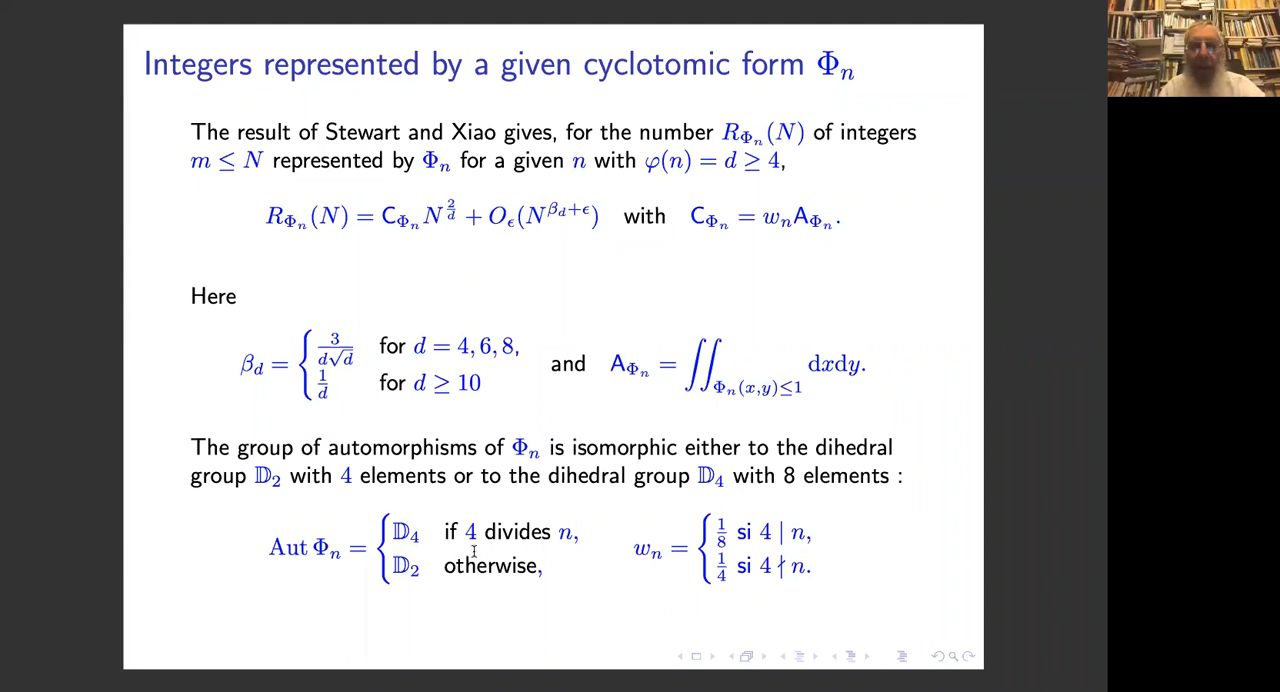 Integers represented by a given cyclotomic form Φ_n
The result of Stewart and Xiao gives, for the number R_{Φ_n}(N) of integers
m ≤ N represented by Φ_n for a given n with φ(n) = d ≥ 4,
R_{Φ_n}(N) = C_{Φ_n} N^{2/d} + O_ϵ(N^{β_d+ϵ}) with C_{Φ_n} = w_n A_{Φ_n}.
Here
β_d = { 3/(d√d) for d = 4, 6, 8,
1/d for d ≥ 10
and A_{Φ_n} = ∬_{Φ_n(x,y)≤1} dxdy.
The group of automorphisms of Φ_n is isomorphic either to the dihedral
group 𝔻_2 with 4 elements or to the dihedral group 𝔻_4 with 8 elements :
Aut Φ_n = { 𝔻_4 if 4 divides n,
𝔻_2 otherwise,
w_n = { 1/8 si 4 | n,
1/4 si 4 ∤ n.